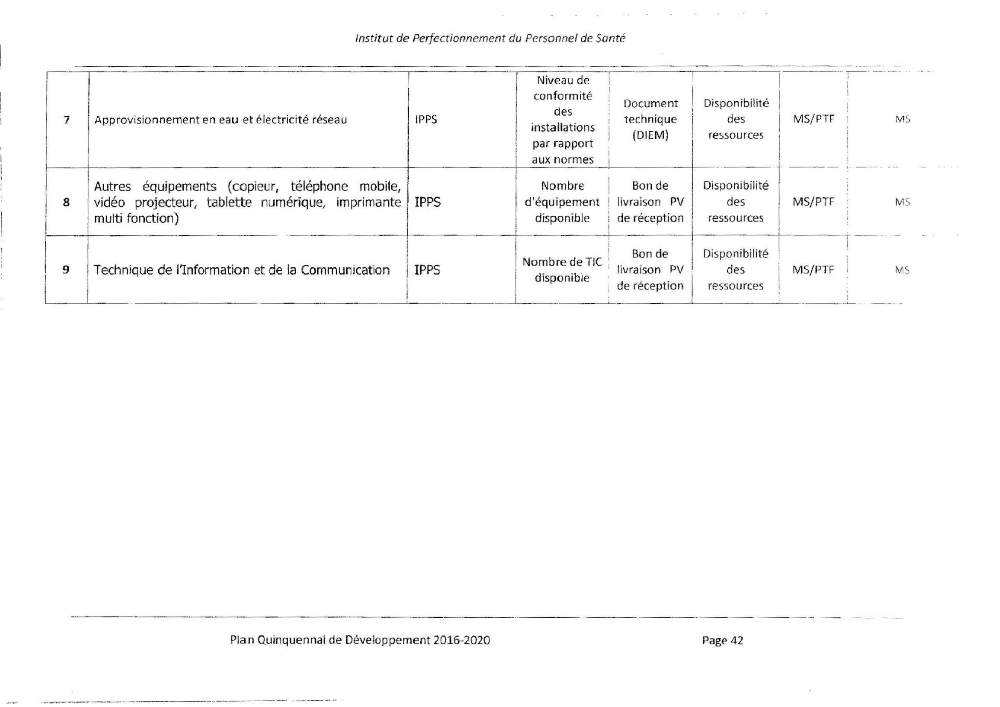 Institut de Perfectionnement du Personnel de Santé
7
Approvisionnement en eau et électricité réseau
IPPS
Niveau de
conformité
des
installations
par rapport
aux normes
Document
technique
(DIEM)
Disponibilité
des
ressources
MS/PTF
MS
8
Autres équipements (copieur, téléphone mobile,
vidéo projecteur, tablette numérique, imprimante
multi fonction)
IPPS
Nombre
d'équipement
disponible
Bon de
livraison PV
de réception
Disponibilité
des
ressources
MS/PTF
MS
9
Technique de l'Information et de la Communication
IPPS
Nombre de TIC
disponible
Bon de
livraison PV
de réception
Disponibilité
des
ressources
MS/PTF
MS
Plan Quinquennal de Développement 2016-2020
Page 42